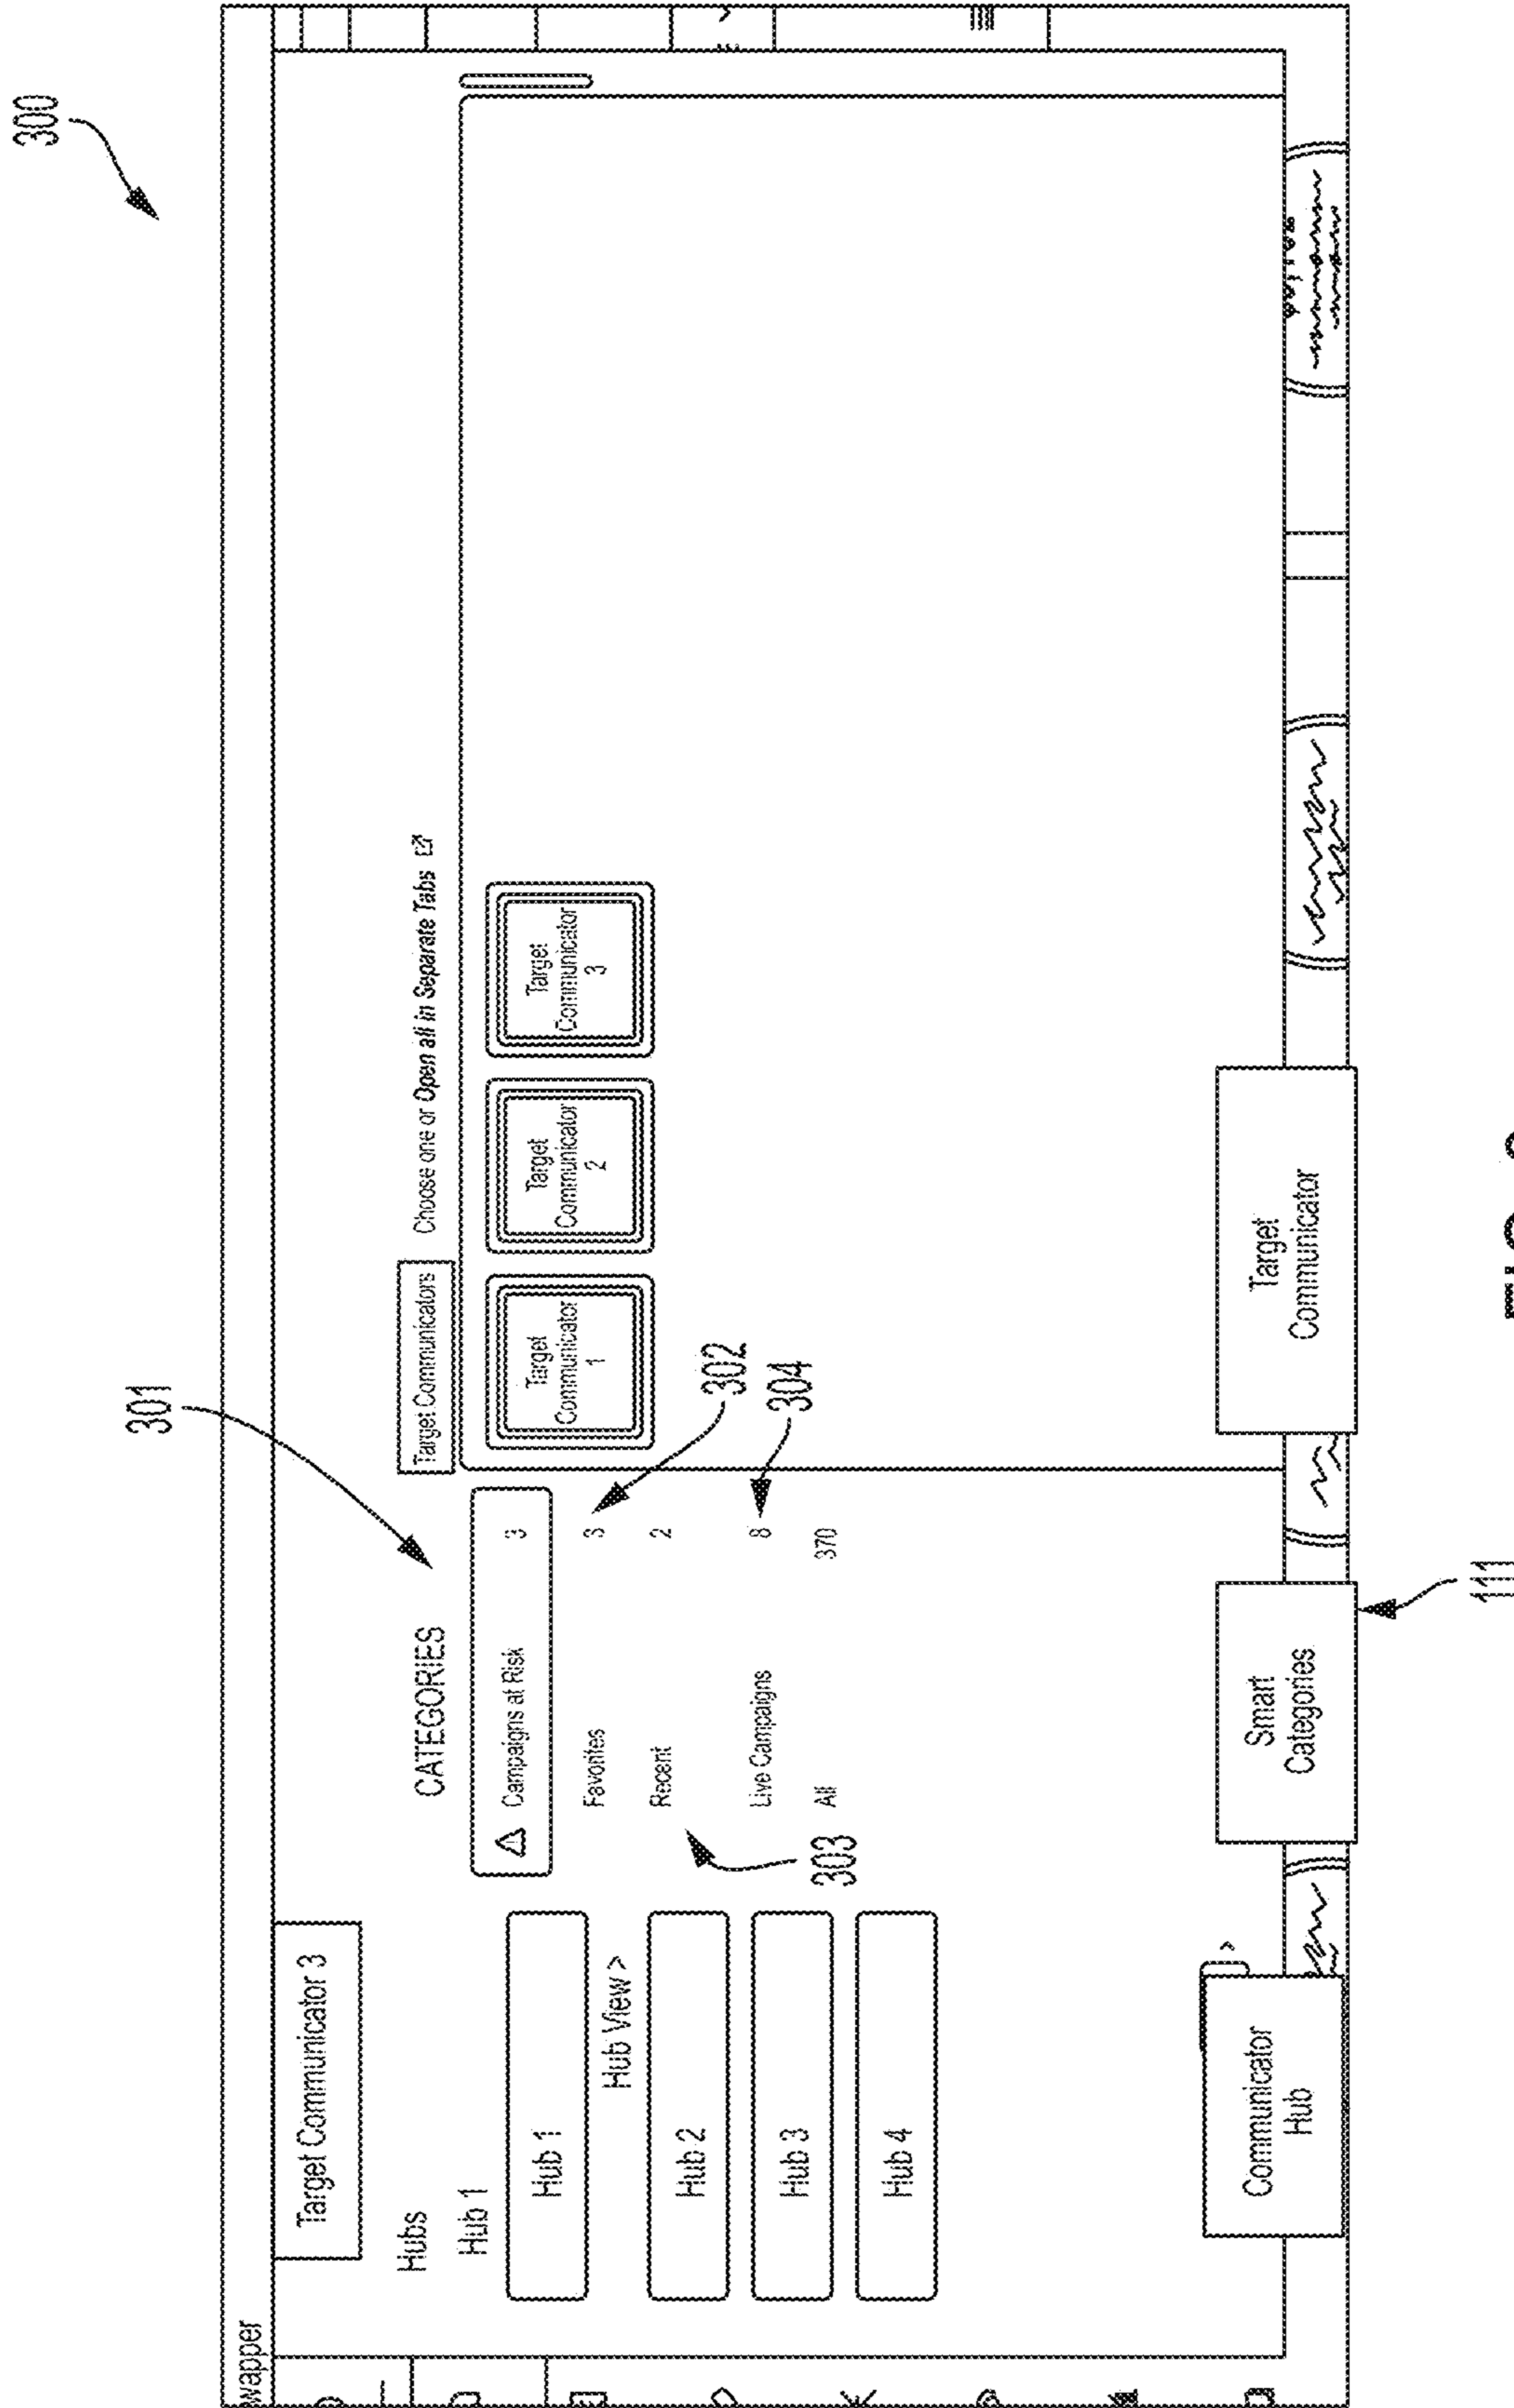 300
wapper
Target Communicator 3
Hubs
Hub 1
Hub 1
Hub View >
Hub 2
Hub 3
Hub 4
301
CATEGORIES
Campaigns at Risk 3
Favorites 3
Recent 2
Live Campaigns 8
All 370
302
303
304
Target Communicators
Choose one or Open all in Separate Tabs
Target
Communicator
1
Target
Communicator
2
Target
Communicator
3
Communicator
Hub
Smart
Categories
Target
Communicator
111